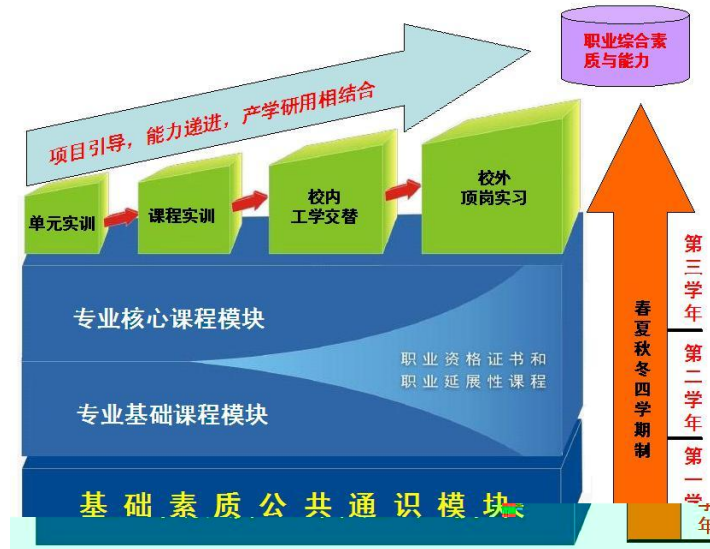 职业综合素
质与能力
项目引导，能力递进，产学研用相结合
单元实训
课程实训
校内
工学交替
校外
顶岗实习
专业核心课程模块
职业资格证书和
职业延展性课程
专业基础课程模块
基础素质公共通识模块
春夏秋冬四学期制
第三学年
第二学年
第一学年